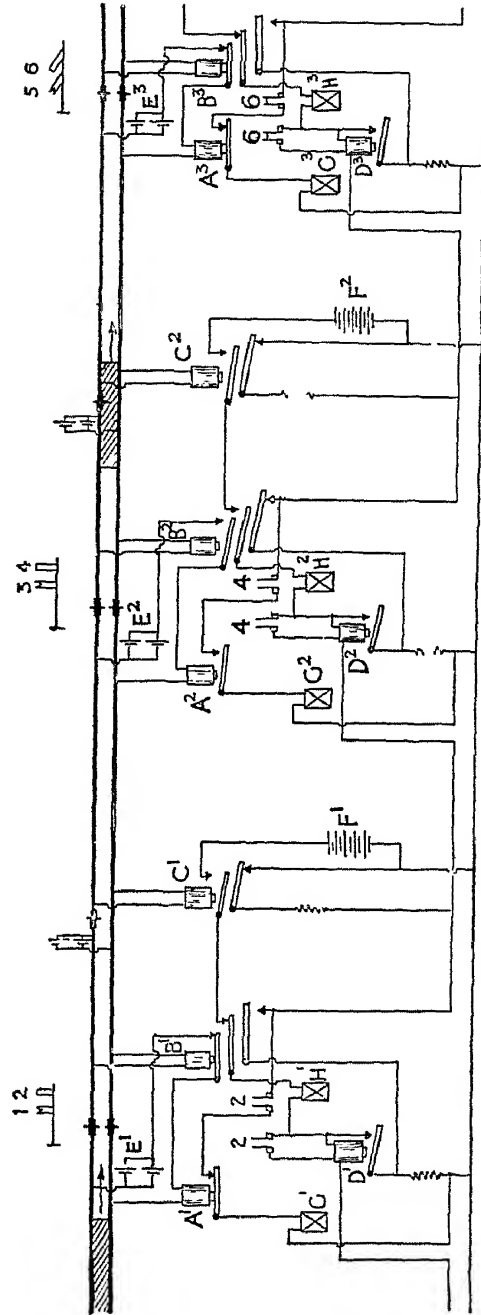 1 2
3 4
5 6
E¹
E²
E³
B¹
C¹
B³
C²
B³
A¹
A²
A³
2
2
H¹
4
4
H²
6
6
H³
G¹
D¹
F¹
G²
D²
F²
G³
D³